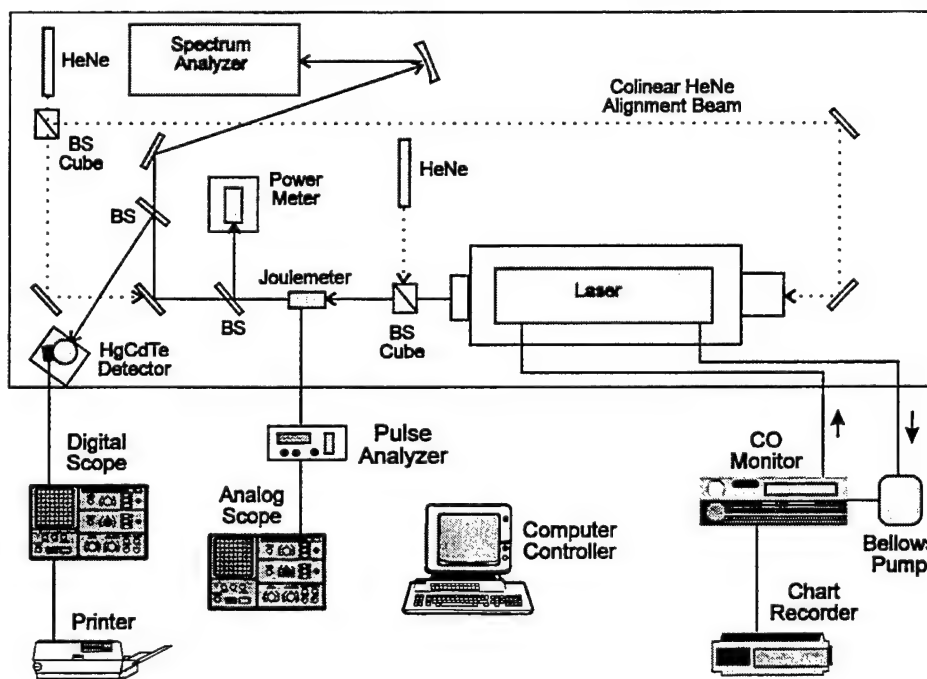 HeNe
Spectrum
Analyzer
Colinear HeNe
Alignment Beam
BS
Cube
HeNe
Power
Meter
BS
Joulemeter
Laser
BS
BS
Cube
HgCdTe
Detector
Digital
Scope
Pulse
Analyzer
CO
Monitor
Analog
Scope
Computer
Controller
Bellows
Pump
Printer
Chart
Recorder